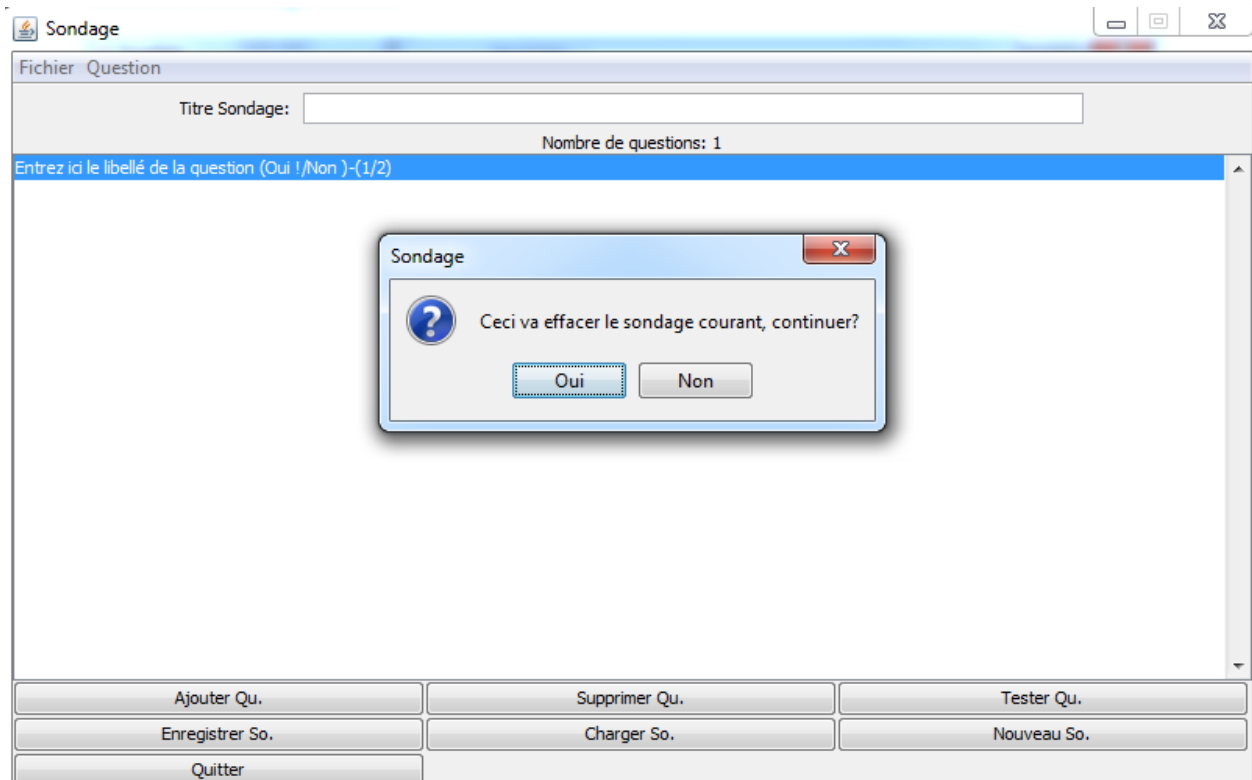 Sondage
Fichier Question
Titre Sondage:
Nombre de questions: 1
Entrez ici le libellé de la question (Oui !/Non )-(1/2)
Sondage
Ceci va effacer le sondage courant, continuer?
Oui Non
Ajouter Qu. Supprimer Qu. Tester Qu.
Enregistrer So. Charger So. Nouveau So.
Quitter